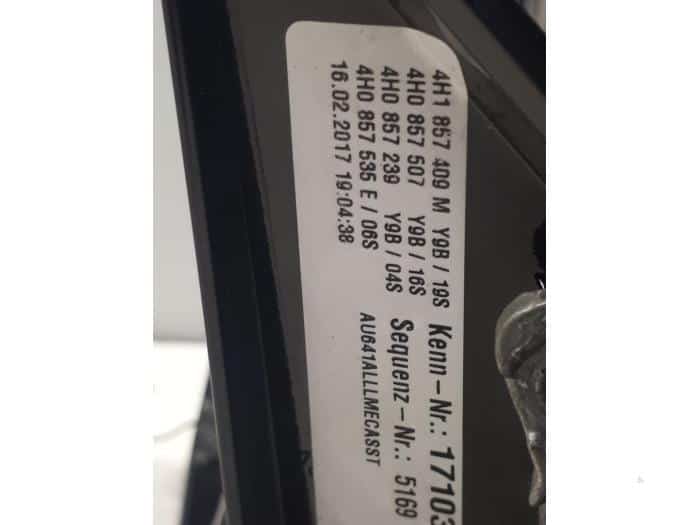 4H1 857 409 M Y9B / 19S Kenn-Nr.: 17103
4H0 857 507 Y9B / 16S
4H0 857 239 Y9B / 04S Sequenz-Nr.: 5169
4H0 857 535 E / 06S
16.02.2017 19:04:38 AU641ALLLMECASST